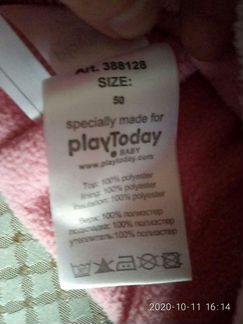 Art. 388128
SIZE:
50
specially made for
playToday
BABY
www.playtoday.com
Top: 100% polyester
lining: 100% polyester
Insulation: 100% polyester
Верх: 100% полиэстер
подкладка: 100% полиэстер
утеплитель: 100% полиэстер
2020-10-11 16:14